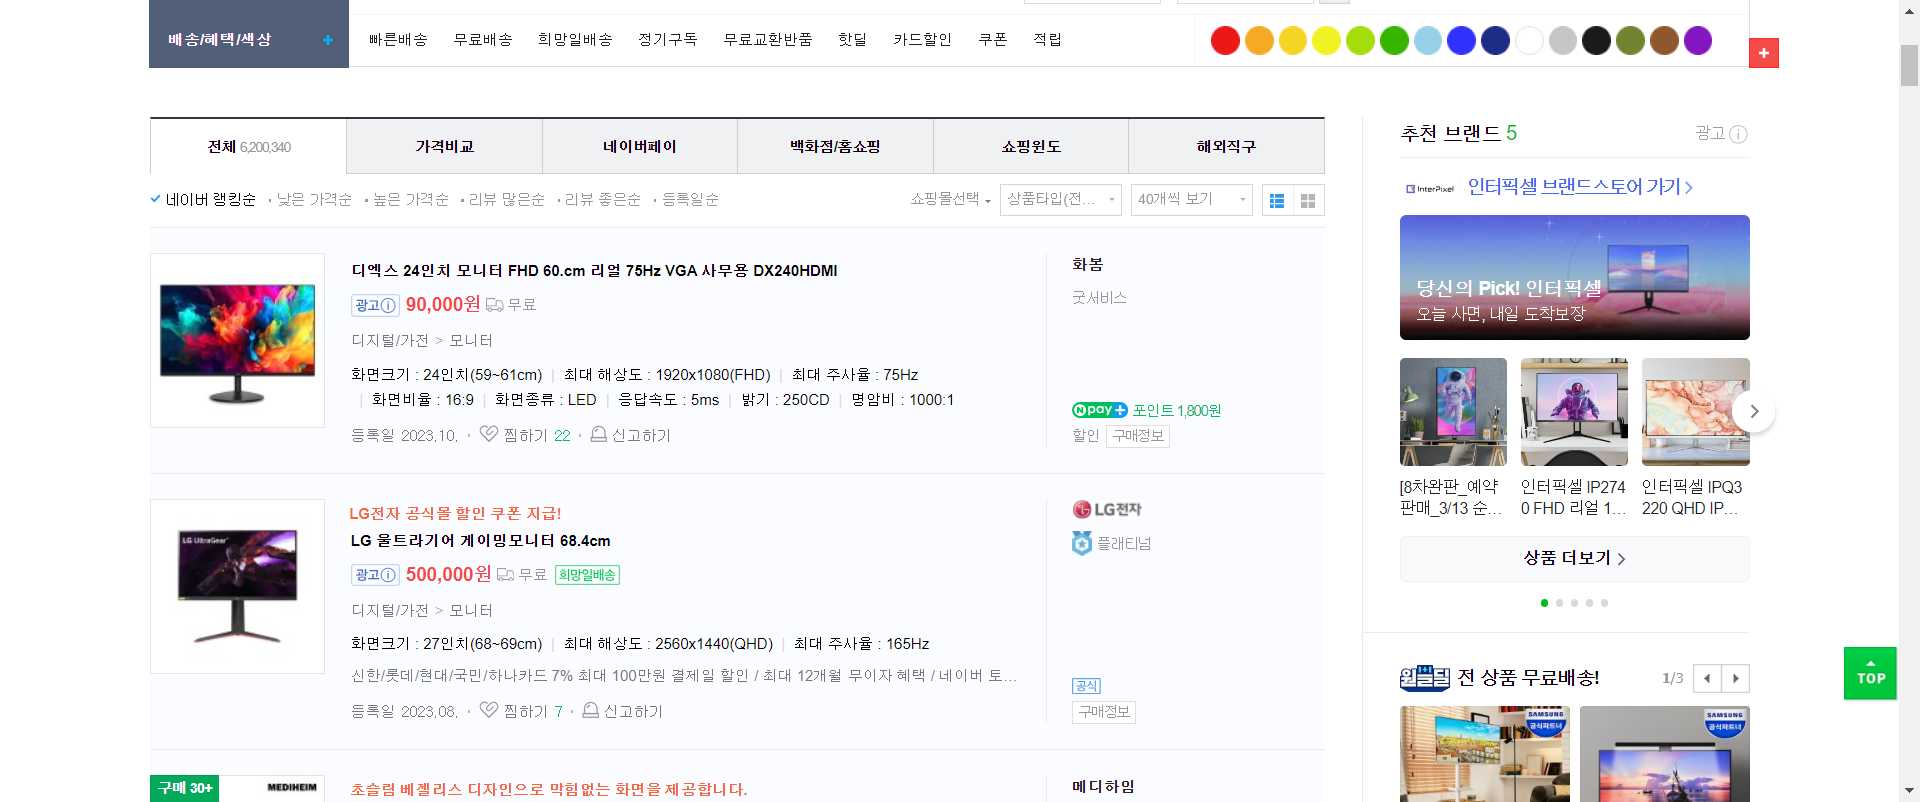 배송/혜택/색상 +
빠른배송 무료배송 희망일배송 정기구독 무료교환반품 핫딜 카드할인 쿠폰 적립
+
전체 6,200,340 가격비교 네이버페이 백화점/홈쇼핑 쇼핑윈도 해외직구
네이버 랭킹순 · 낮은 가격순 · 높은 가격순 · 리뷰 많은순 · 리뷰 좋은순 · 등록일순
쇼핑몰선택 상품타입(전... 40개씩 보기
디엑스 24인치 모니터 FHD 60.cm 리얼 75Hz VGA 사무용 DX240HDMI
광고 90,000원 무료
디지털/가전 > 모니터
화면크기 : 24인치(59~61cm) | 최대 해상도 : 1920x1080(FHD) | 최대 주사율 : 75Hz
| 화면비율 : 16:9 | 화면종류 : LED | 응답속도 : 5ms | 밝기 : 250CD | 명암비 : 1000:1
등록일 2023.10. · 찜하기 22 · 신고하기
화봄
굿서비스
N pay+ 포인트 1,800원
할인 구매정보
LG UltraGear
LG전자 공식몰 할인 쿠폰 지급!
LG 울트라기어 게이밍모니터 68.4cm
광고 500,000원 무료 희망일배송
디지털/가전 > 모니터
화면크기 : 27인치(68~69cm) | 최대 해상도 : 2560x1440(QHD) | 최대 주사율 : 165Hz
신한/롯데/현대/국민/하나카드 7% 최대 100만원 결제일 할인 / 최대 12개월 무이자 혜택 / 네이버 토...
등록일 2023.08. · 찜하기 7 · 신고하기
LG전자
플래티넘
공식
구매정보
구매 30+
MEDIHEIM
초슬림 베젤리스 디자인으로 막힘없는 화면을 제공합니다.
메디하임
추천 브랜드 5
광고
InterPixel 인터픽셀 브랜드스토어 가기
당신의 Pick! 인터픽셀
오늘 사면, 내일 도착보장
[8차완판_예약
판매_3/13 순...
인터픽셀 IP274
0 FHD 리얼 1...
인터픽셀 IPQ3
220 QHD IP...
상품 더보기
1+1
전 상품 무료배송!
1/3
SAMSUNG
공식파트너
SAMSUNG
공식파트너
TOP